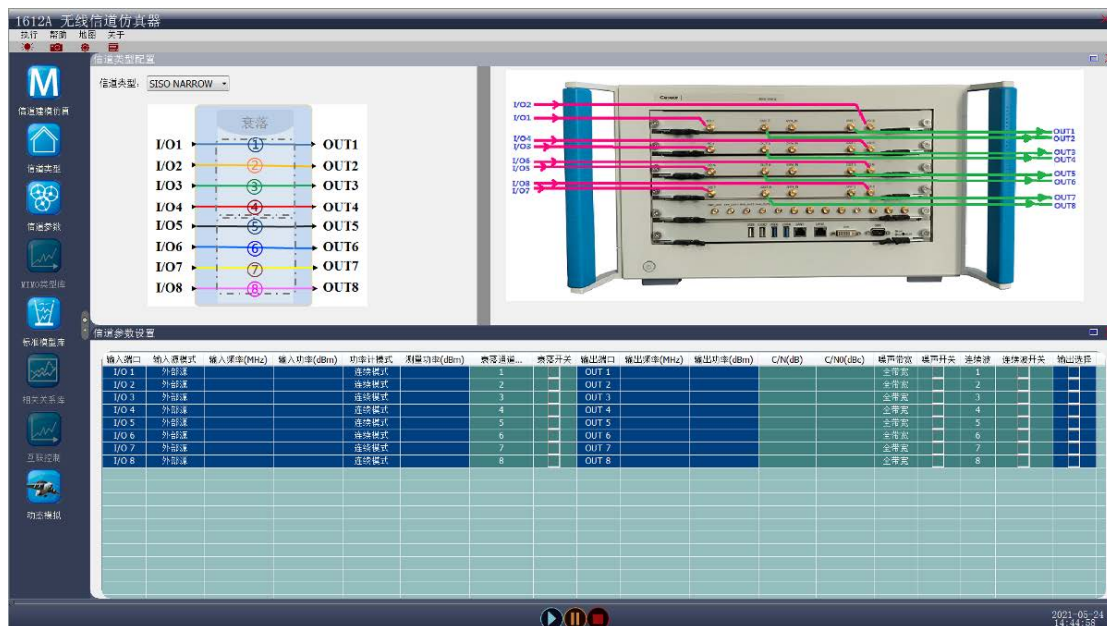 1612A 无线信道仿真器
执行 帮助 地图 关于
信道类型配置
信道类型: SISO NARROW
衰落
I/O1 ① OUT1
I/O2 ② OUT2
I/O3 ③ OUT3
I/O4 ④ OUT4
I/O5 ⑤ OUT5
I/O6 ⑥ OUT6
I/O7 ⑦ OUT7
I/O8 ⑧ OUT8
I/O2
I/O1
I/O4
I/O3
I/O6
I/O5
I/O8
I/O7
OUT1
OUT2
OUT3
OUT4
OUT5
OUT6
OUT7
OUT8
M
信道建模仿真
信道类型
信道参数
MIMO类型库
标准模型库
相关关系库
互联控制
动态模拟
信道参数设置
输入端口 输入源模式 输入频率(MHz) 输入功率(dBm) 功率计模式 测量功率(dBm) 衰落通道... 衰落开关 输出端口 输出频率(MHz) 输出功率(dBm) C/N(dB) C/N0(dBc) 噪声带宽 噪声开关 连续波 连续波开关 输出选择
I/O 1 外部源 连续模式 1 OUT 1 全带宽 1
I/O 2 外部源 连续模式 2 OUT 2 全带宽 2
I/O 3 外部源 连续模式 3 OUT 3 全带宽 3
I/O 4 外部源 连续模式 4 OUT 4 全带宽 4
I/O 5 外部源 连续模式 5 OUT 5 全带宽 5
I/O 6 外部源 连续模式 6 OUT 6 全带宽 6
I/O 7 外部源 连续模式 7 OUT 7 全带宽 7
I/O 8 外部源 连续模式 8 OUT 8 全带宽 8
2021-05-24
14:44:58